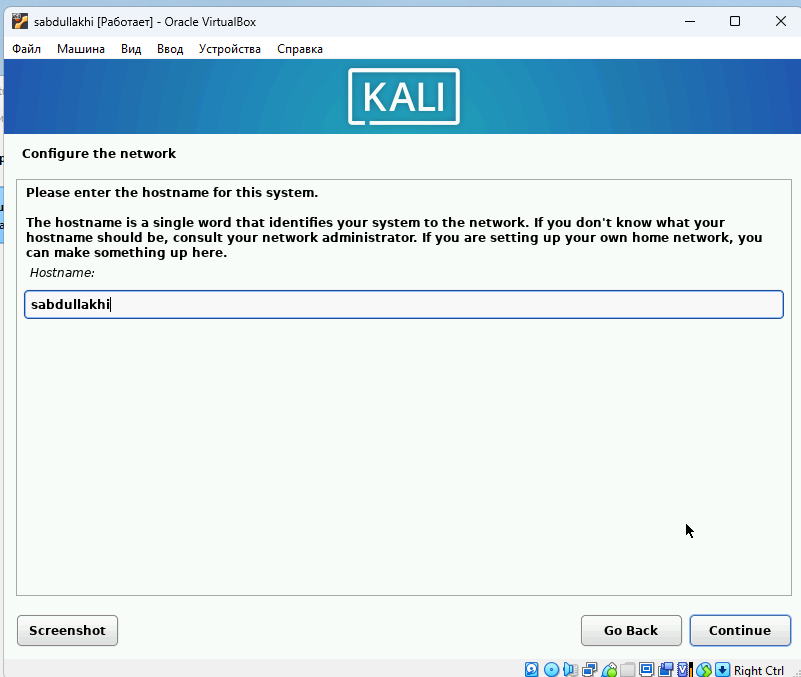 sabdullakhi [Работает] - Oracle VirtualBox
Файл Машина Вид Ввод Устройства Справка
KALI
Configure the network
Please enter the hostname for this system.
The hostname is a single word that identifies your system to the network. If you don't know what your
hostname should be, consult your network administrator. If you are setting up your own home network, you
can make something up here.
Hostname:
sabdullakhi
Screenshot Go Back Continue
Right Ctrl